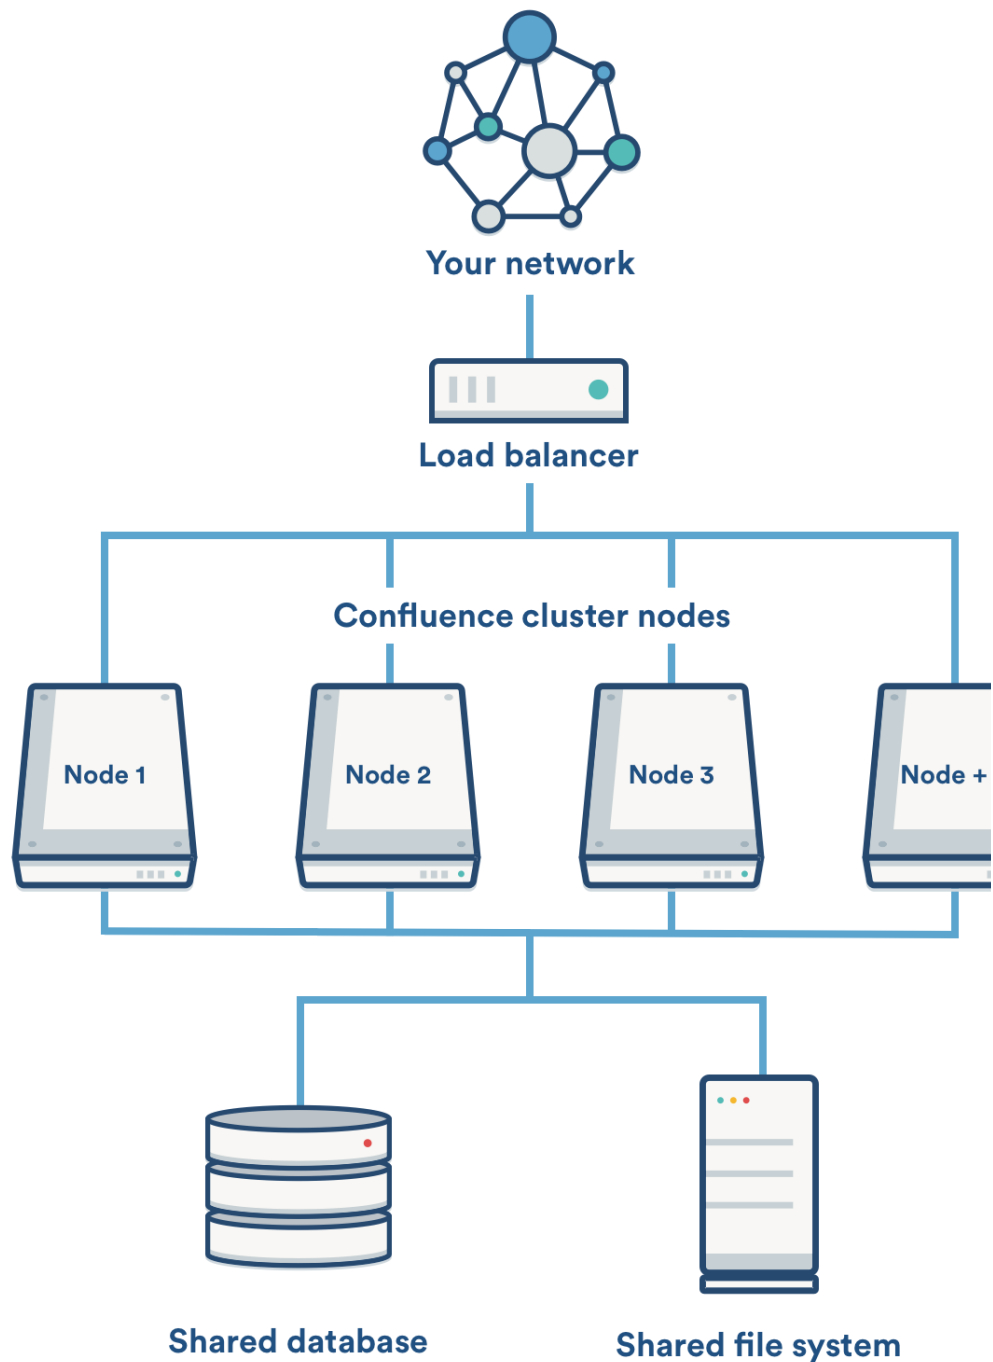 Your network
Load balancer
Confluence cluster nodes
Node 1
Node 2
Node 3
Node +
Shared database
Shared file system